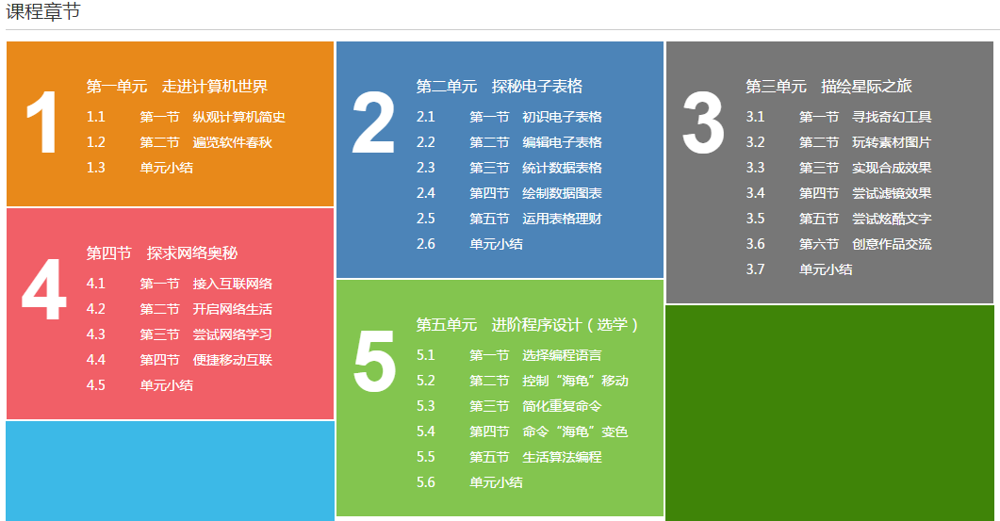 课程章节
1
第一单元 走进计算机世界
1.1 第一节 纵观计算机简史
1.2 第二节 遍览软件春秋
1.3 单元小结
2
第二单元 探秘电子表格
2.1 第一节 初识电子表格
2.2 第二节 编辑电子表格
2.3 第三节 统计数据表格
2.4 第四节 绘制数据图表
2.5 第五节 运用表格理财
2.6 单元小结
3
第三单元 描绘星际之旅
3.1 第一节 寻找奇幻工具
3.2 第二节 玩转素材图片
3.3 第三节 实现合成效果
3.4 第四节 尝试滤镜效果
3.5 第五节 尝试炫酷文字
3.6 第六节 创意作品交流
3.7 单元小结
4
第四节 探求网络奥秘
4.1 第一节 接入互联网络
4.2 第二节 开启网络生活
4.3 第三节 尝试网络学习
4.4 第四节 便捷移动互联
4.5 单元小结
5
第五单元 进阶程序设计（选学）
5.1 第一节 选择编程语言
5.2 第二节 控制“海龟”移动
5.3 第三节 简化重复命令
5.4 第四节 命令“海龟”变色
5.5 第五节 生活算法编程
5.6 单元小结